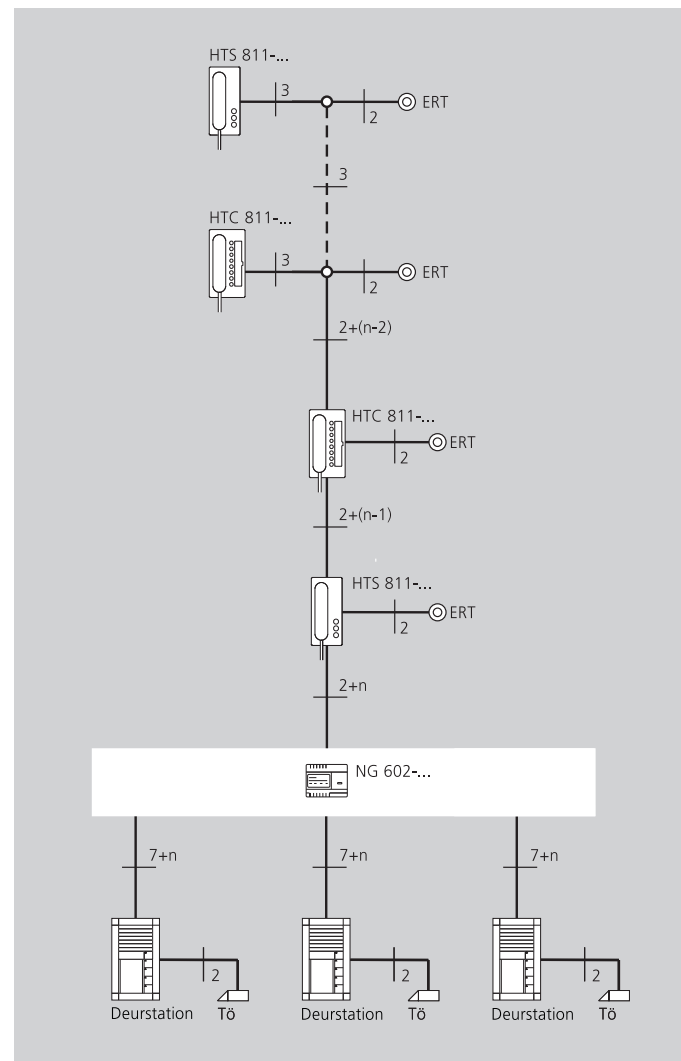 HTS 811-...
3
2
ERT
3
HTC 811-...
3
2
ERT
2+(n-2)
HTC 811-...
2
ERT
2+(n-1)
HTS 811-...
2
ERT
2+n
NG 602-...
7+n 7+n 7+n
2 2 2
Deurstation Tö Deurstation Tö Deurstation Tö